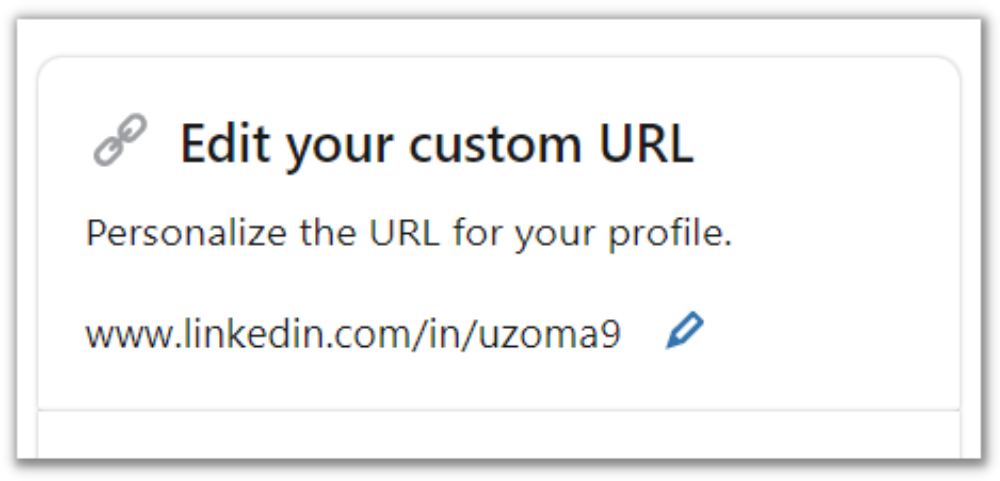 Edit your custom URL
Personalize the URL for your profile.
www.linkedin.com/in/uzoma9